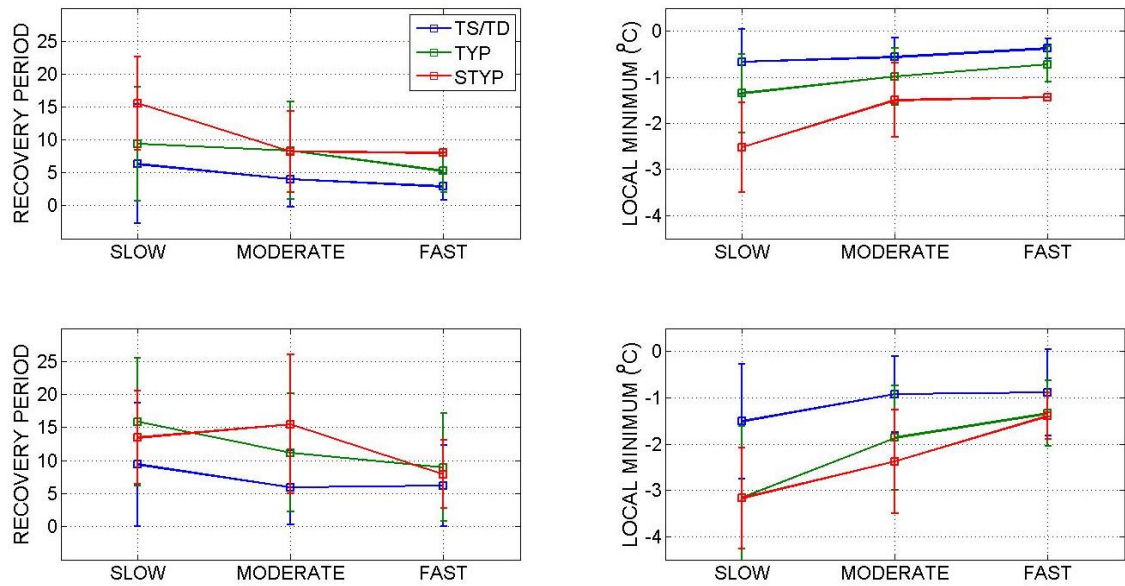 RECOVERY PERIOD
25
20
15
10
5
0
SLOW MODERATE FAST
TS/TD
TYP
STYP
LOCAL MINIMUM (°C)
0
-1
-2
-3
-4
SLOW MODERATE FAST
RECOVERY PERIOD
25
20
15
10
5
0
SLOW MODERATE FAST
LOCAL MINIMUM (°C)
0
-1
-2
-3
-4
SLOW MODERATE FAST